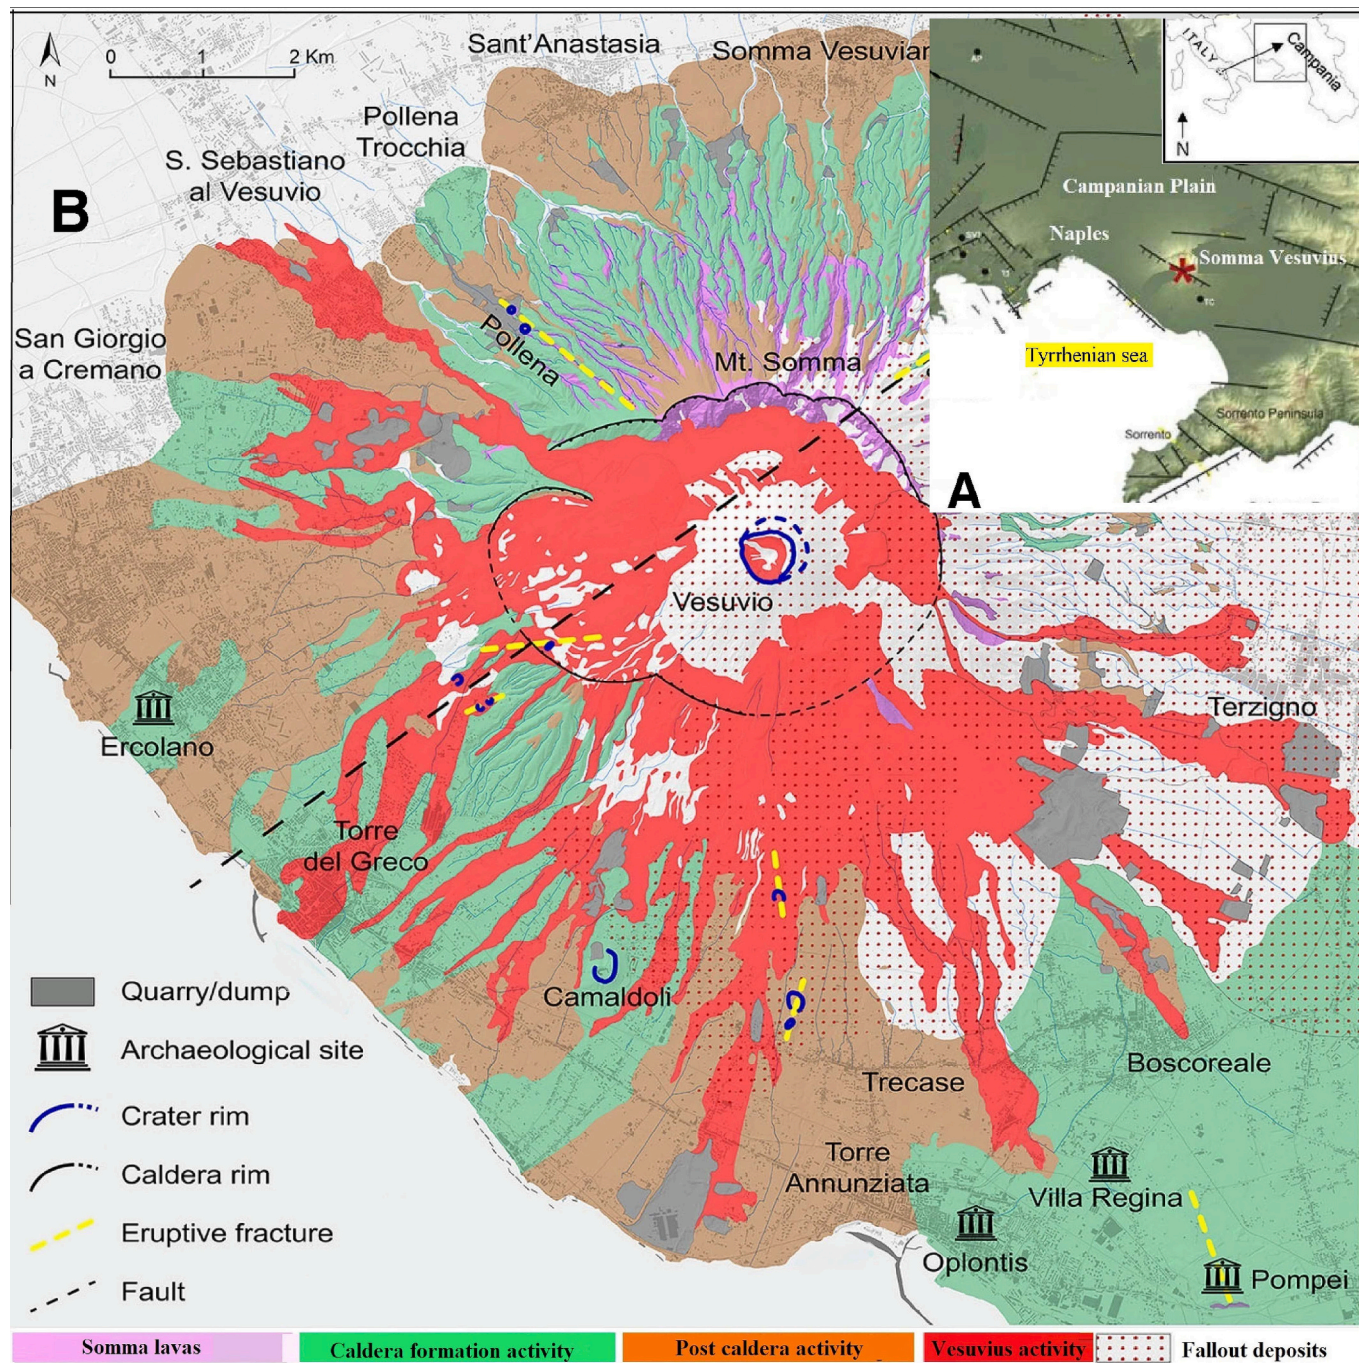 0 1 2 Km
N
Sant'Anastasia
Somma Vesuvian
Pollena
Trocchia
S. Sebastiano
al Vesuvio
B
San Giorgio
a Cremano
Pollena
Mt. Somma
Vesuvio
Ercolano
Torre
del Greco
Camaldoli
Terzigno
Boscoreale
Trecase
Torre
Annunziata
Villa Regina
Oplontis
Pompei
ITALY
Campania
N
AP
Campanian Plain
Naples
Somma Vesuvius
TC
Tyrrhenian sea
Sorrento Peninsula
Sorrento
A
Quarry/dump
Archaeological site
Crater rim
Caldera rim
Eruptive fracture
Fault
Somma lavas
Caldera formation activity
Post caldera activity
Vesuvius activity
Fallout deposits